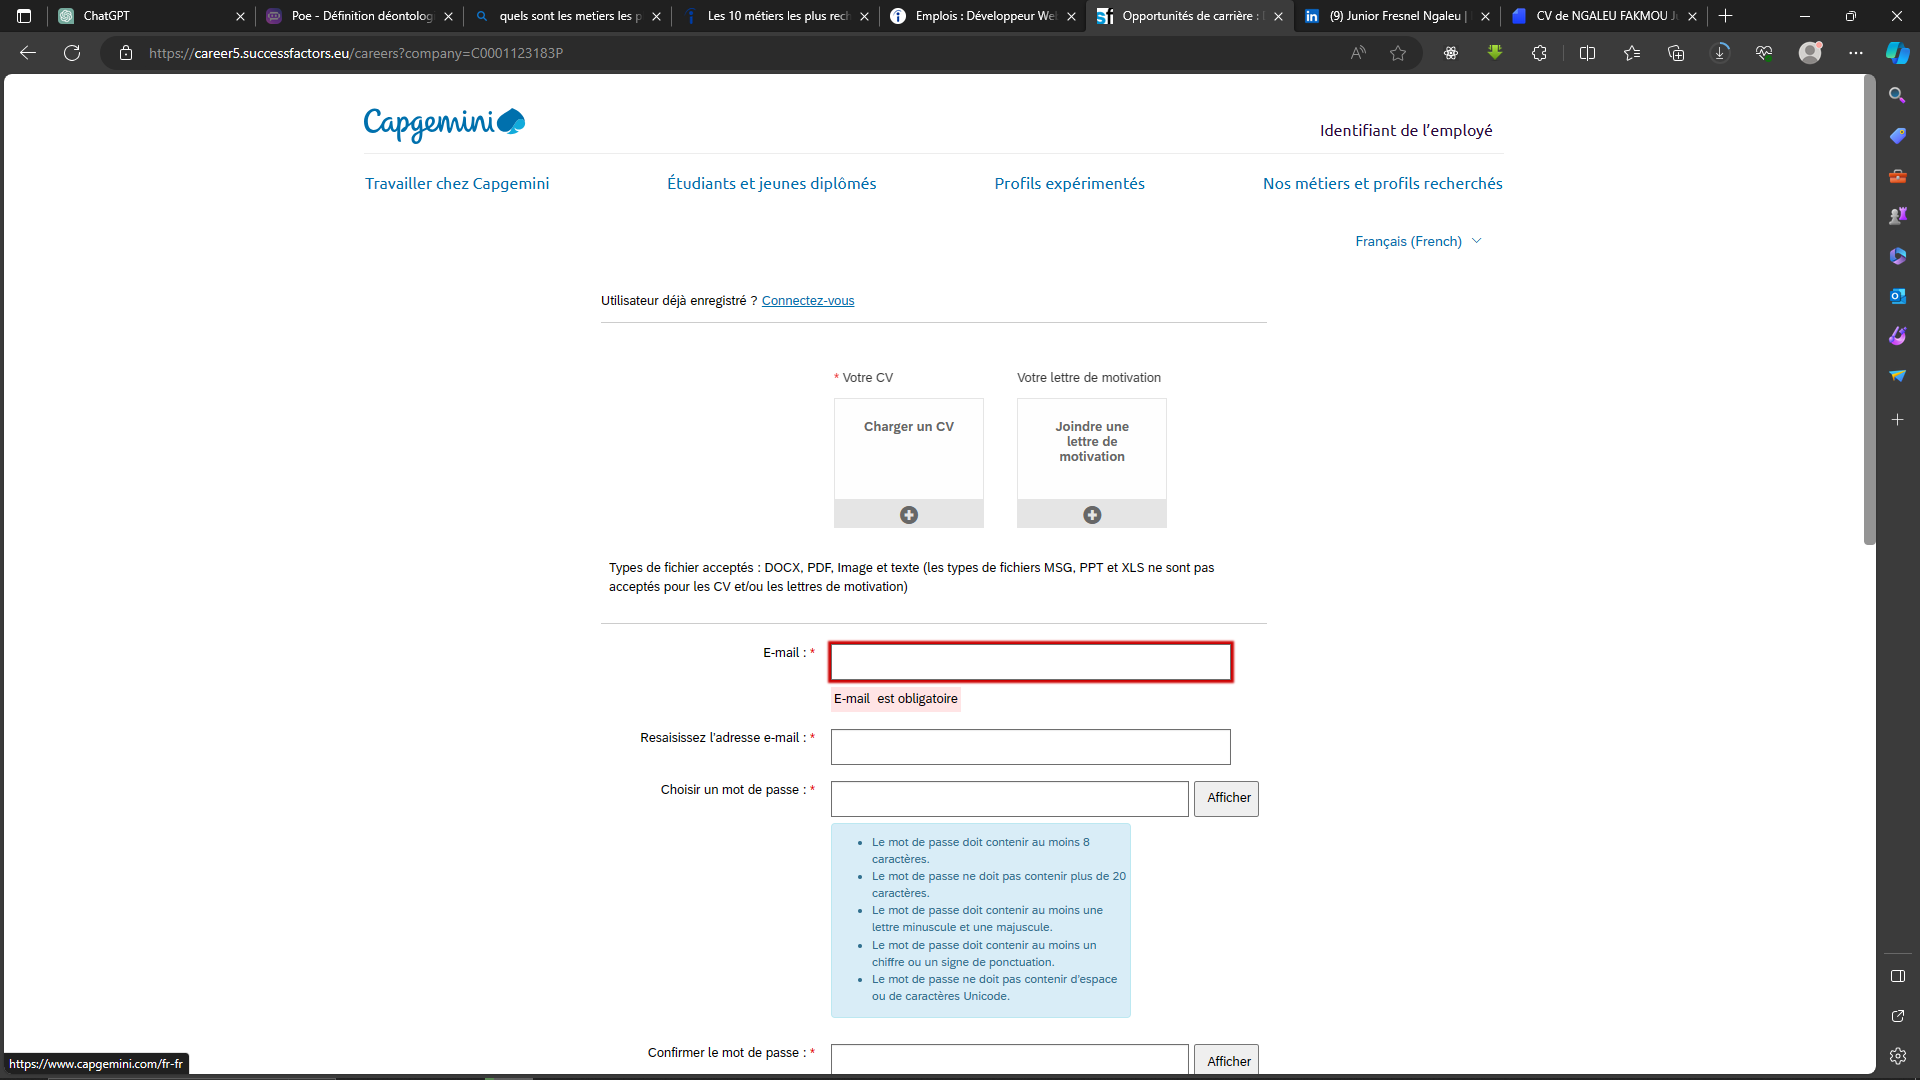 ChatGPT
Poe - Définition déontolog
quels sont les metiers les p
Les 10 métiers les plus rech
Emplois : Développeur We
Opportunités de carrière :
(9) Junior Fresnel Ngaleu |
CV de NGALEU FAKMOU J
https://career5.successfactors.eu/careers?company=C0001123183P
Capgemini
Identifiant de l’employé
Travailler chez Capgemini
Étudiants et jeunes diplômés
Profils expérimentés
Nos métiers et profils recherchés
Français (French)
Utilisateur déjà enregistré ? Connectez-vous
* Votre CV
Votre lettre de motivation
Charger un CV
Joindre une
lettre de
motivation
Types de fichier acceptés : DOCX, PDF, Image et texte (les types de fichiers MSG, PPT et XLS ne sont pas
acceptés pour les CV et/ou les lettres de motivation)
E-mail : *
E-mail est obligatoire
Resaisissez l'adresse e-mail : *
Choisir un mot de passe : *
Afficher
• Le mot de passe doit contenir au moins 8
caractères.
• Le mot de passe ne doit pas contenir plus de 20
caractères.
• Le mot de passe doit contenir au moins une
lettre minuscule et une majuscule.
• Le mot de passe doit contenir au moins un
chiffre ou un signe de ponctuation.
• Le mot de passe ne doit pas contenir d'espace
ou de caractères Unicode.
Confirmer le mot de passe : *
Afficher
https://www.capgemini.com/fr-fr